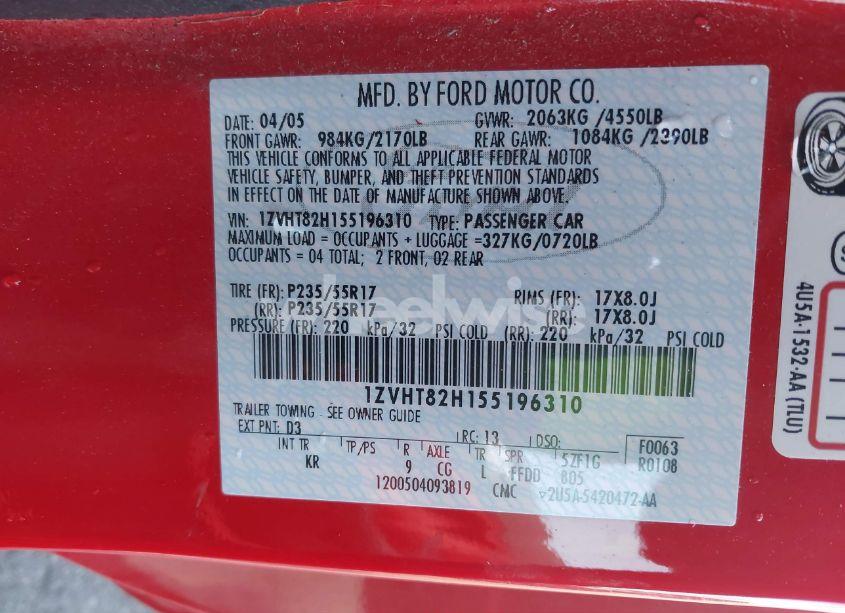 MFD. BY FORD MOTOR CO.
DATE: 04/05 GVWR: 2063KG /4550LB
FRONT GAWR: 984KG/2170LB REAR GAWR: 1084KG /2390LB
THIS VEHICLE CONFORMS TO ALL APPLICABLE FEDERAL MOTOR
VEHICLE SAFETY, BUMPER, AND THEFT PREVENTION STANDARDS
IN EFFECT ON THE DATE OF MANUFACTURE SHOWN ABOVE.
VIN: 1ZVHT82H155196310 TYPE: PASSENGER CAR
MAXIMUM LOAD = OCCUPANTS + LUGGAGE =327KG/0720LB
OCCUPANTS = 04 TOTAL; 2 FRONT, 02 REAR
TIRE (FR): P235/55R17 RIMS (FR): 17X8.0J
(RR): P235/55R17 (RR): 17X8.0J
PRESSURE (FR): 220 kPa/32 PSI COLD (RR): 220 kPa/32 PSI COLD
wheelwise
1ZVHT82H155196310
TRAILER TOWING - SEE OWNER GUIDE
EXT PNT: D3 RC: 13 DSO: F0063
INT TR TP/PS R AXLE TR SPR 5ZF1G R0108
KR 9 CG L FFDD 805
1200504093819 CMC ▽2U5A-5420472-AA
4U5A-1532-AA (TLU)